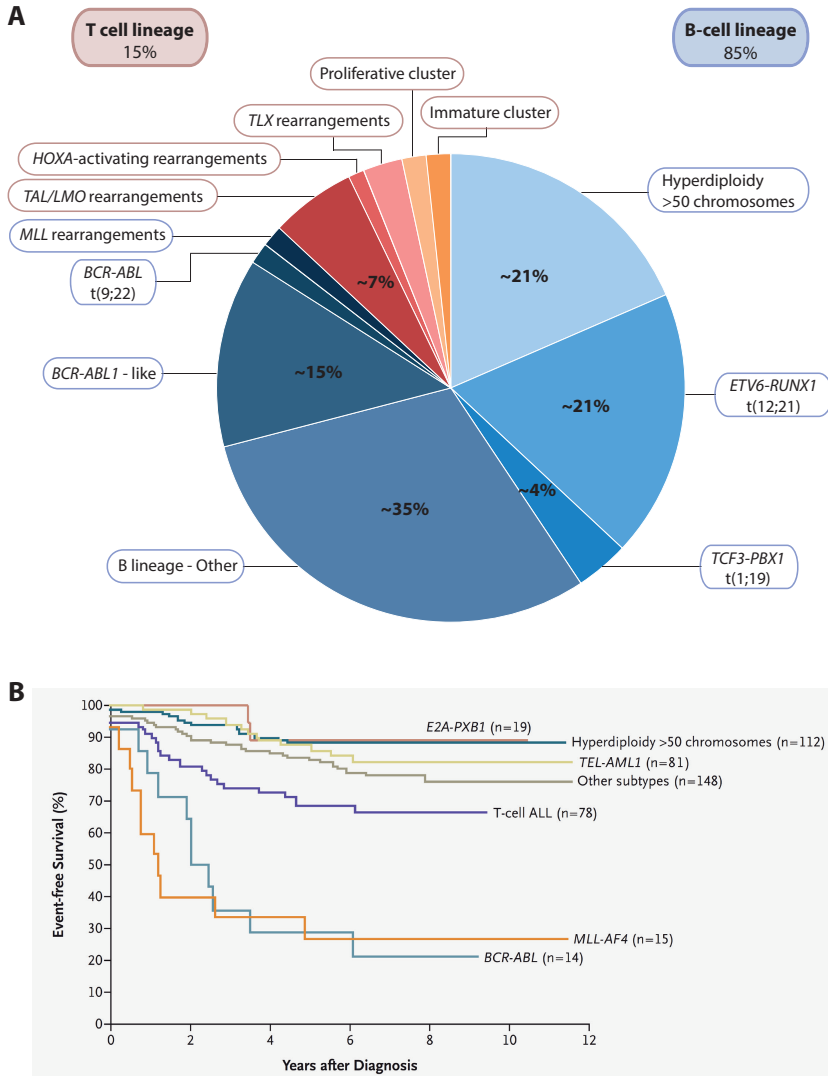 A
T cell lineage
15%
B-cell lineage
85%
Proliferative cluster
Immature cluster
TLX rearrangements
HOXA-activating rearrangements
TAL/LMO rearrangements
MLL rearrangements
BCR-ABL
t(9;22)
BCR-ABL1 - like
B lineage - Other
Hyperdiploidy
>50 chromosomes
ETV6-RUNX1
t(12;21)
TCF3-PBX1
t(1;19)
~7%
~21%
~15%
~21%
~4%
~35%
B
Event-free Survival (%)
100
90
80
70
60
50
40
30
20
10
0
E2A-PXB1 (n=19)
Hyperdiploidy >50 chromosomes (n=112)
TEL-AML1 (n=81)
Other subtypes (n=148)
T-cell ALL (n=78)
MLL-AF4 (n=15)
BCR-ABL (n=14)
0 2 4 6 8 10 12
Years after Diagnosis